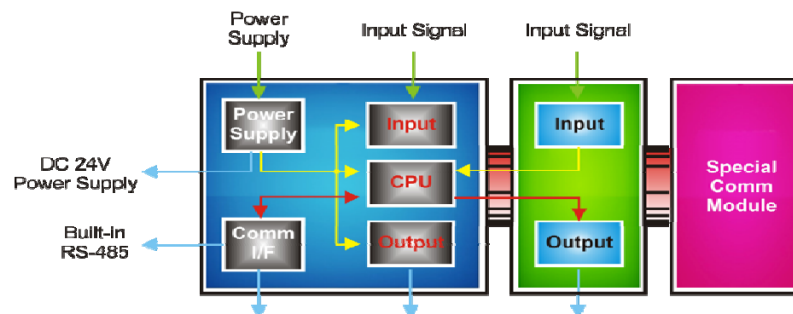 Power
Supply
Input Signal
Input Signal
Power
Supply
Input
Input
DC 24V
Power Supply
CPU
Special
Comm
Module
Built-in
RS-485
Comm
I/F
Output
Output